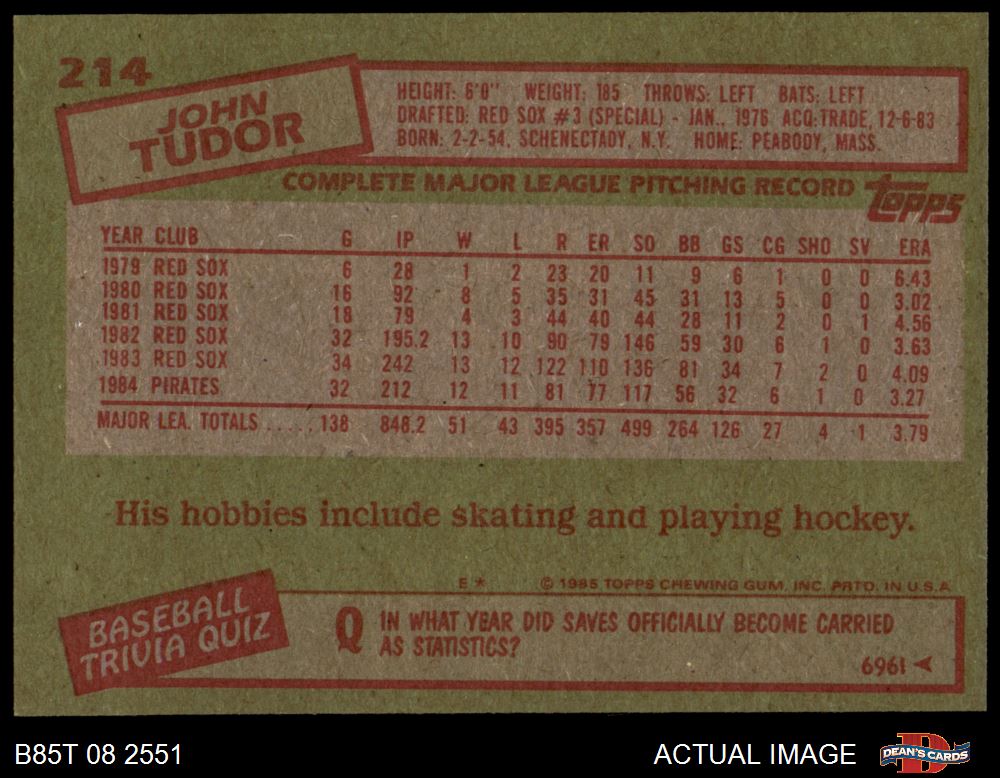 214
JOHN
TUDOR
HEIGHT: 6'0" WEIGHT: 185 THROWS: LEFT BATS: LEFT
DRAFTED: RED SOX #3 (SPECIAL) - JAN., 1976 ACQ: TRADE, 12-6-83
BORN: 2-2-54, SCHENECTADY, N.Y. HOME: PEABODY, MASS.
COMPLETE MAJOR LEAGUE PITCHING RECORD
topps
YEAR CLUB G IP W L R ER SO BB GS CG SHO SV ERA
1979 RED SOX 6 28 1 2 23 20 11 9 6 1 0 0 6.43
1980 RED SOX 16 92 8 5 35 31 45 31 13 5 0 0 3.02
1981 RED SOX 18 79 4 3 44 40 44 28 11 2 0 1 4.56
1982 RED SOX 32 195.2 13 10 90 79 146 59 30 6 1 0 3.63
1983 RED SOX 34 242 13 12 122 110 136 81 34 7 2 0 4.09
1984 PIRATES 32 212 12 11 81 77 117 56 32 6 1 0 3.27
MAJOR LEA. TOTALS ..... 138 848.2 51 43 395 357 499 264 126 27 4 1 3.79
His hobbies include skating and playing hockey.
E * © 1985 TOPPS CHEWING GUM, INC. PRTD. IN U.S.A.
BASEBALL
TRIVIA QUIZ
Q IN WHAT YEAR DID SAVES OFFICIALLY BECOME CARRIED
AS STATISTICS?
1969
B85T 08 2551
ACTUAL IMAGE
D
DEAN'S CARDS